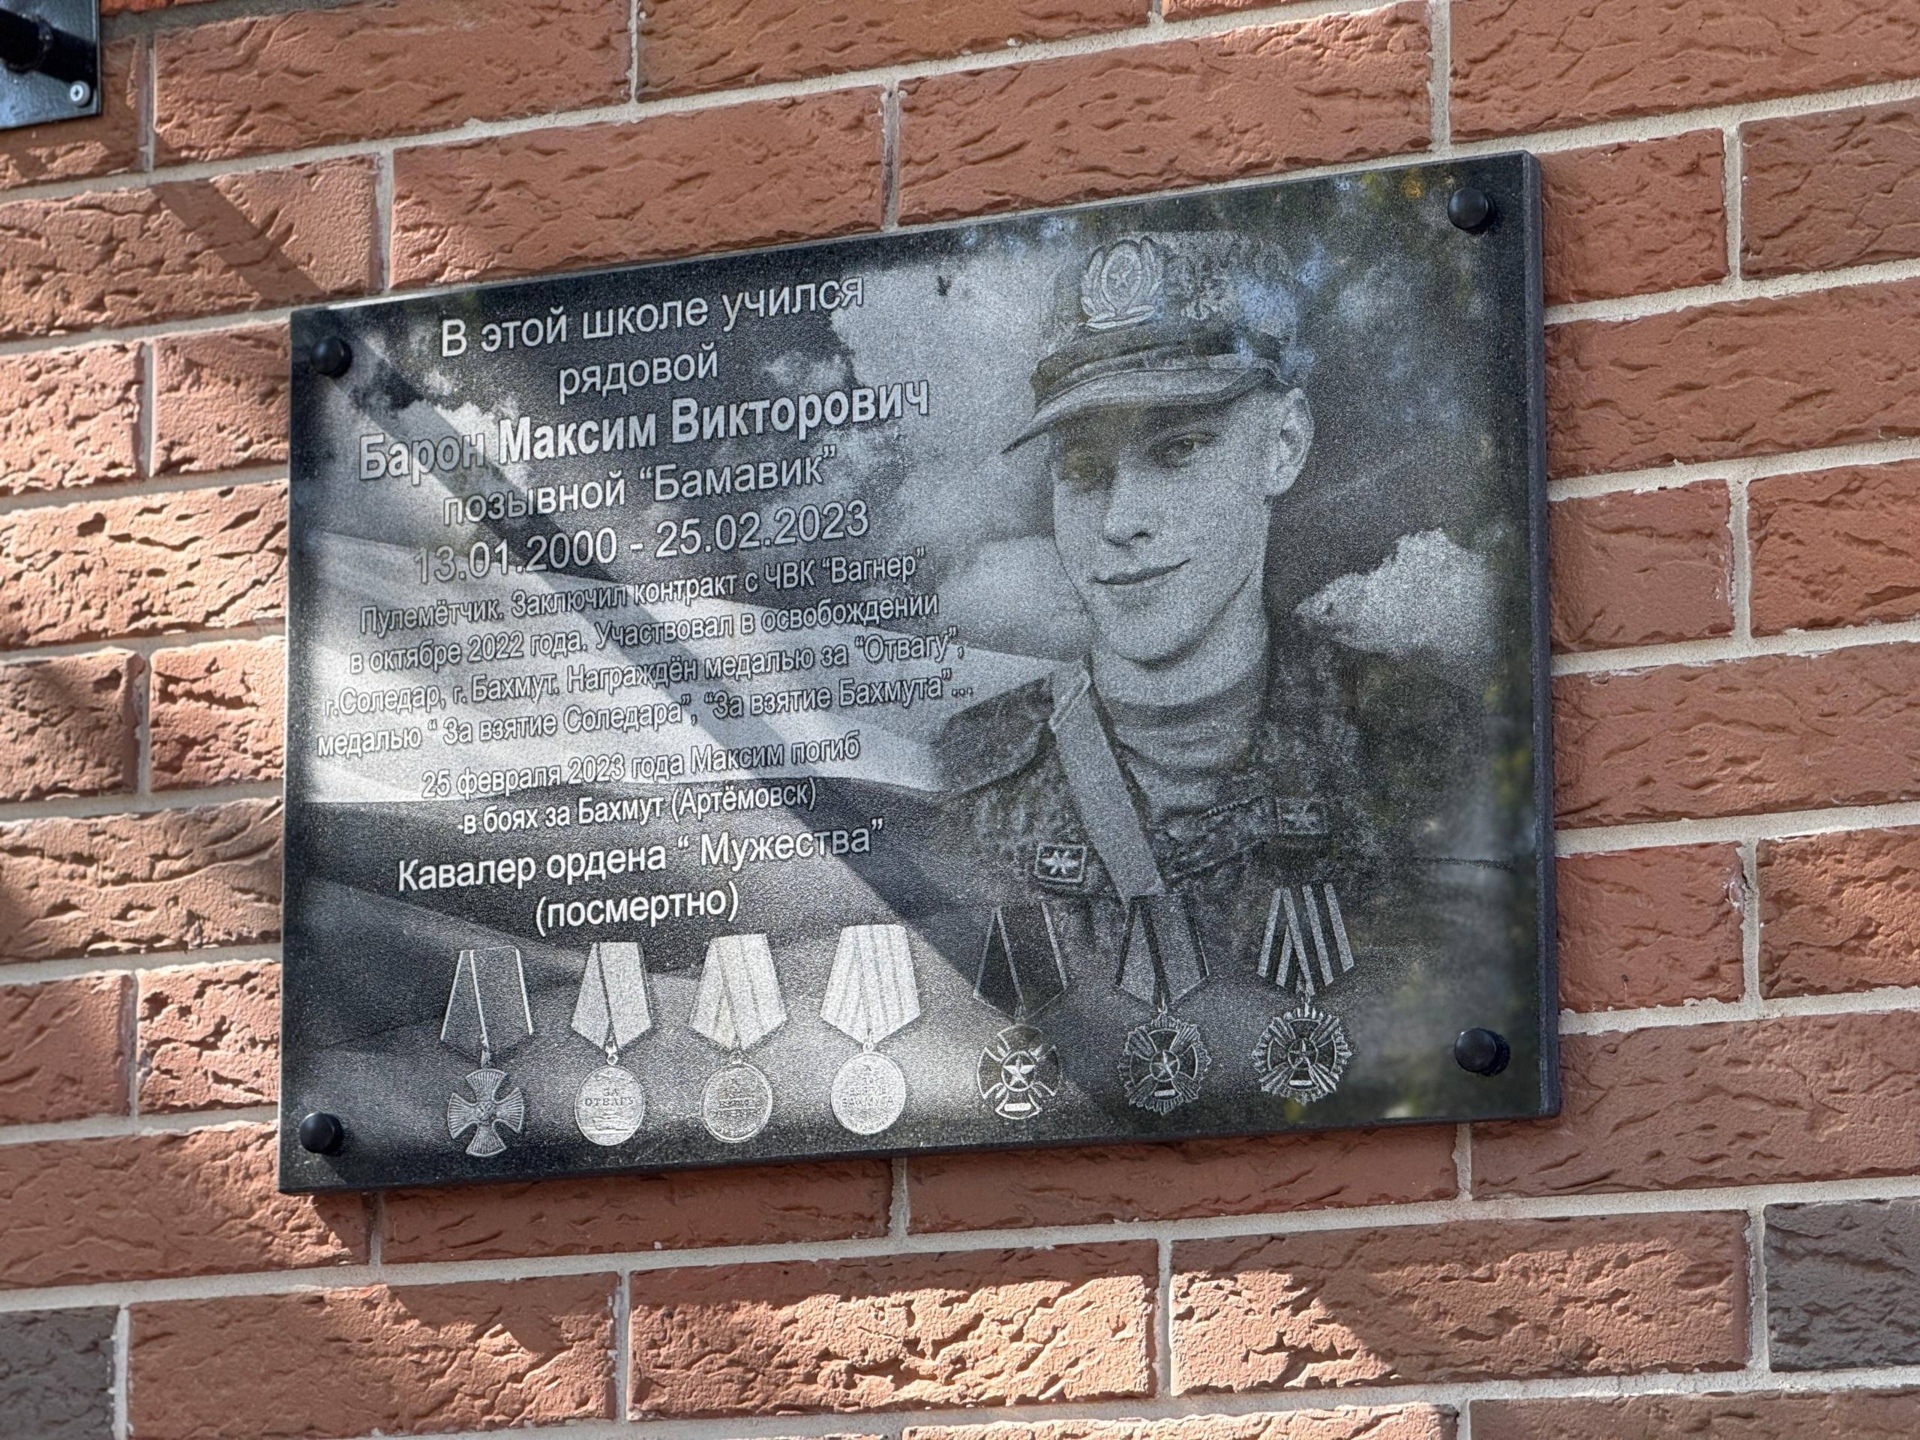 В этой школе учился
рядовой
Барон Максим Викторович
позывной “Бамавик”
13.01.2000 - 25.02.2023
Пулемётчик. Заключил контракт с ЧВК “Вагнер”
в октябре 2022 года. Участвовал в освобождении
г.Соледар, г. Бахмут. Награждён медалью за “Отвагу”,
медалью “ За взятие Соледара”, “За взятие Бахмута”...
25 февраля 2023 года Максим погиб
-в боях за Бахмут (Артёмовск)
Кавалер ордена “ Мужества”
(посмертно)
ЗА
ОТВАГУ